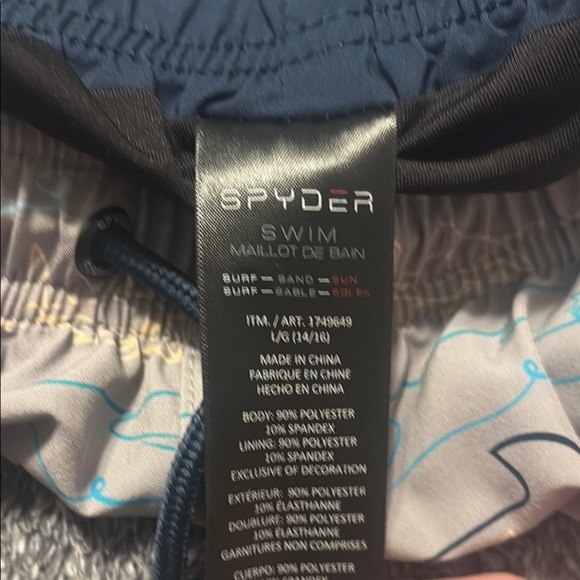 SPYDER
SWIM
MAILLOT DE BAIN
SURF — SAND — SUN
SURF — SABLE — SOLEIL
ITM. / ART. 1749649
L/G (14/16)
MADE IN CHINA
FABRIQUE EN CHINE
HECHO EN CHINA
BODY: 90% POLYESTER
10% SPANDEX
LINING: 90% POLYESTER
10% SPANDEX
EXCLUSIVE OF DECORATION
EXTÉRIEUR: 90% POLYESTER
10% ÉLASTHANNE
DOUBLURE: 90% POLYESTER
10% ÉLASTHANNE
GARNITURES NON COMPRISES
CUERPO: 90% POLYESTER
SPANDEX